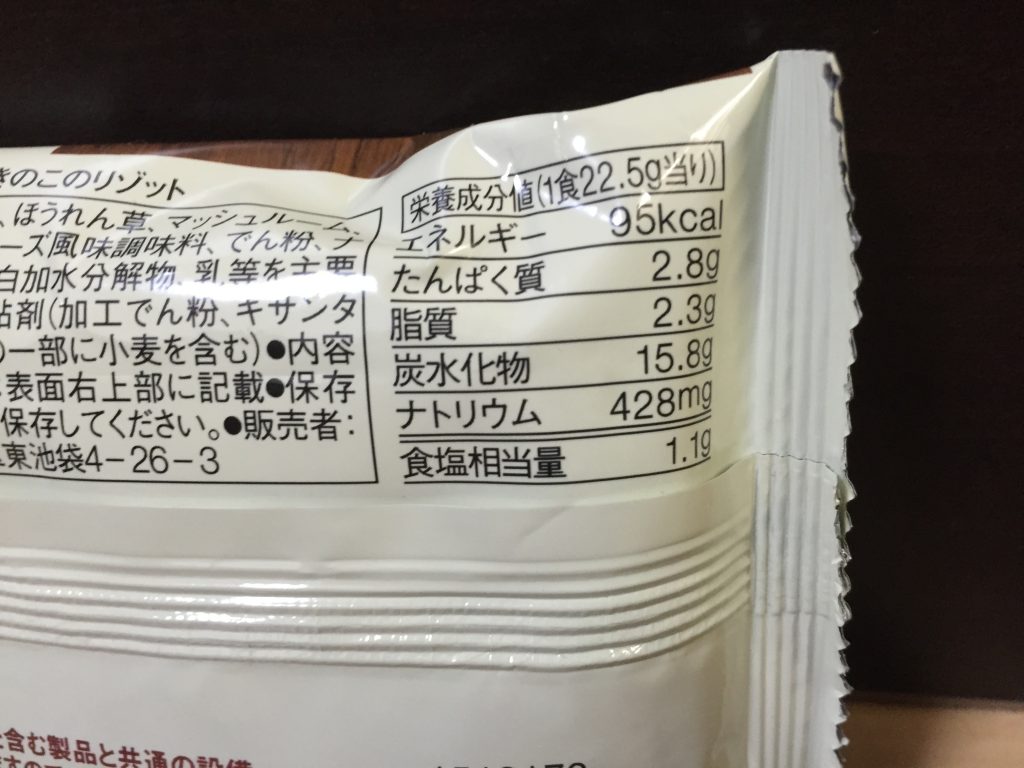 きのこのリゾット
、ほうれん草、マッシュルーム、
ーズ風味調味料、でん粉、チ
白加水分解物、乳等を主要
粘剤(加工でん粉、キサンタ
の一部に小麦を含む)●内容
表面右上部に記載●保存
保存してください。●販売者:
東池袋4-26-3
栄養成分値(1食22.5g当り)
エネルギー 95kcal
たんぱく質 2.8g
脂質 2.3g
炭水化物 15.8g
ナトリウム 428mg
食塩相当量 1.1g
含む製品と共通の設備